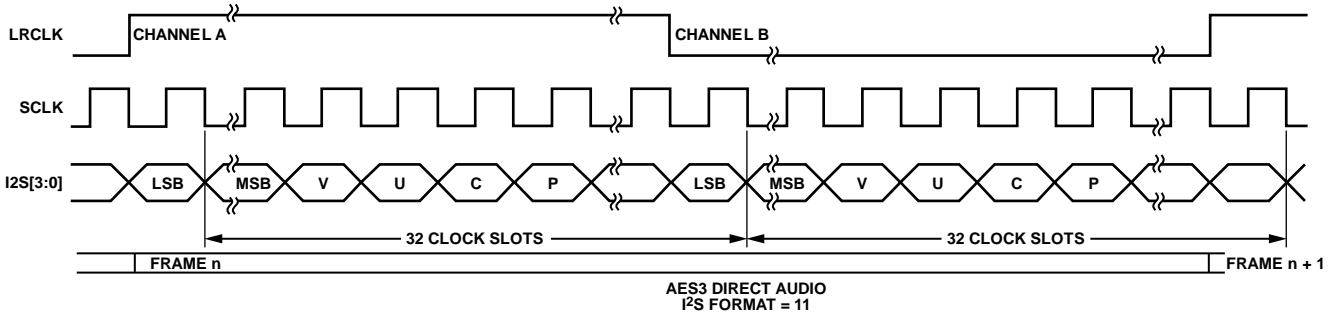 LRCLK
CHANNEL A
CHANNEL B
SCLK
I2S[3:0]
LSB
MSB
V
U
C
P
LSB
MSB
V
U
C
P
32 CLOCK SLOTS
32 CLOCK SLOTS
FRAME n
FRAME n + 1
AES3 DIRECT AUDIO
I²S FORMAT = 11